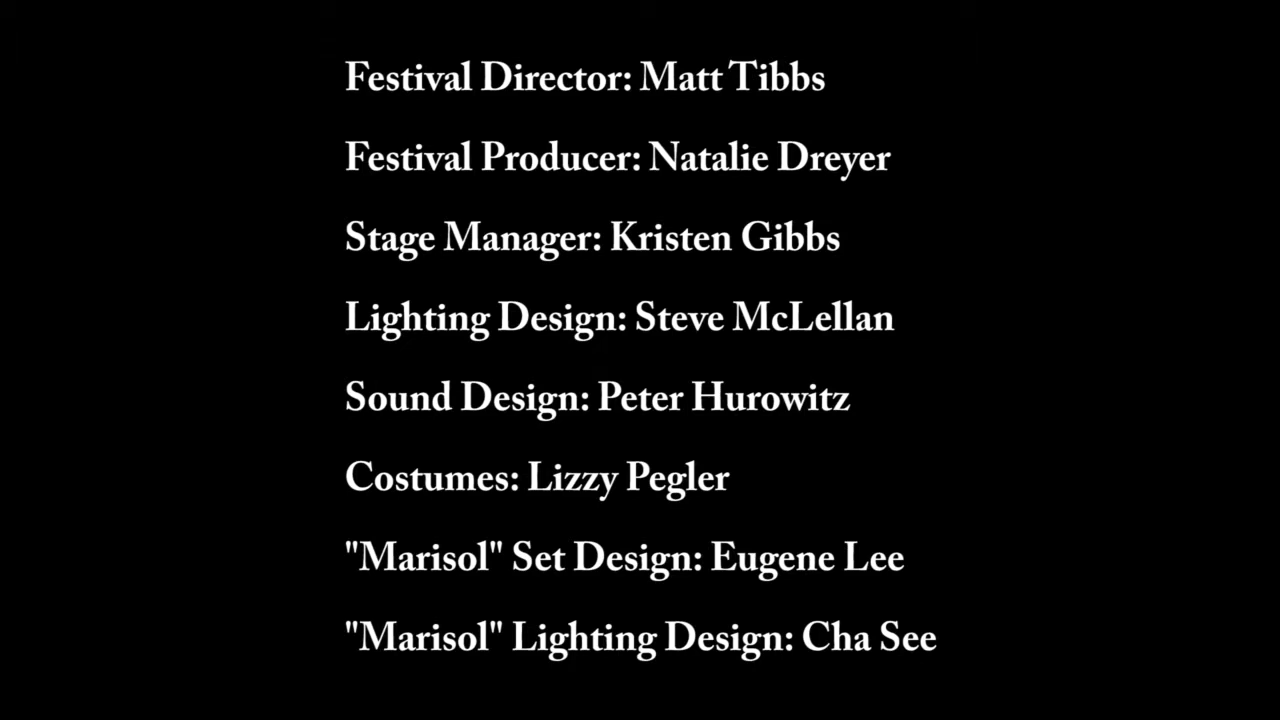 Festival Director: Matt Tibbs
Festival Producer: Natalie Dreyer
Stage Manager: Kristen Gibbs
Lighting Design: Steve McLellan
Sound Design: Peter Hurowitz
Costumes: Lizzy Pegler
"Marisol" Set Design: Eugene Lee
"Marisol" Lighting Design: Cha See